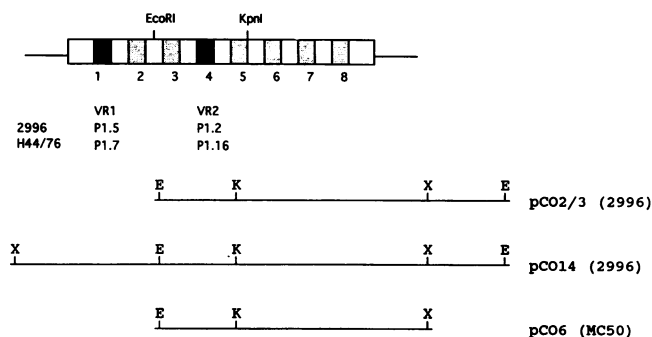 EcoRI KpnI
1 2 3 4 5 6 7 8
VR1 VR2
2996 P1.5 P1.2
H44/76 P1.7 P1.16
E K X E
pCO2/3 (2996)
X E K X E
pCO14 (2996)
E K X
pCO6 (MC50)